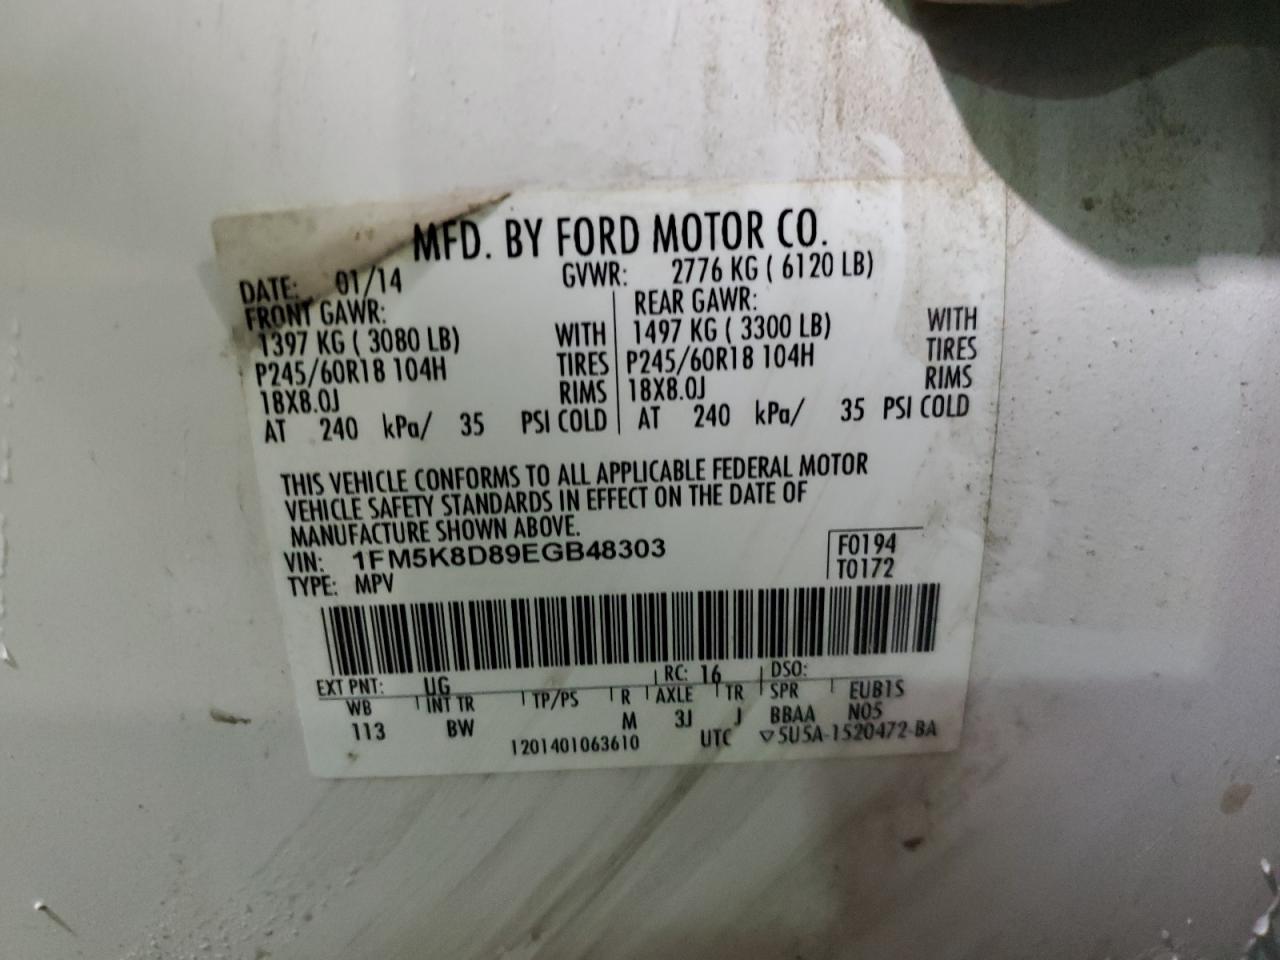 MFD. BY FORD MOTOR CO.
DATE: 01/14 GVWR: 2776 KG ( 6120 LB)
FRONT GAWR: REAR GAWR:
1397 KG ( 3080 LB) WITH 1497 KG ( 3300 LB) WITH
P245/60R18 104H TIRES P245/60R18 104H TIRES
18X8.0J RIMS 18X8.0J RIMS
AT 240 kPa/ 35 PSI COLD AT 240 kPa/ 35 PSI COLD
THIS VEHICLE CONFORMS TO ALL APPLICABLE FEDERAL MOTOR
VEHICLE SAFETY STANDARDS IN EFFECT ON THE DATE OF
MANUFACTURE SHOWN ABOVE.
VIN: 1FM5K8D89EGB48303 F0194
TYPE: MPV T0172
EXT PNT: UG RC: 16 DSO:
WB INT TR TP/PS R AXLE TR SPR EUB1S
113 BW M 3J J BBAA N05
1201401063610 UTC ▽5U5A-1520472-BA